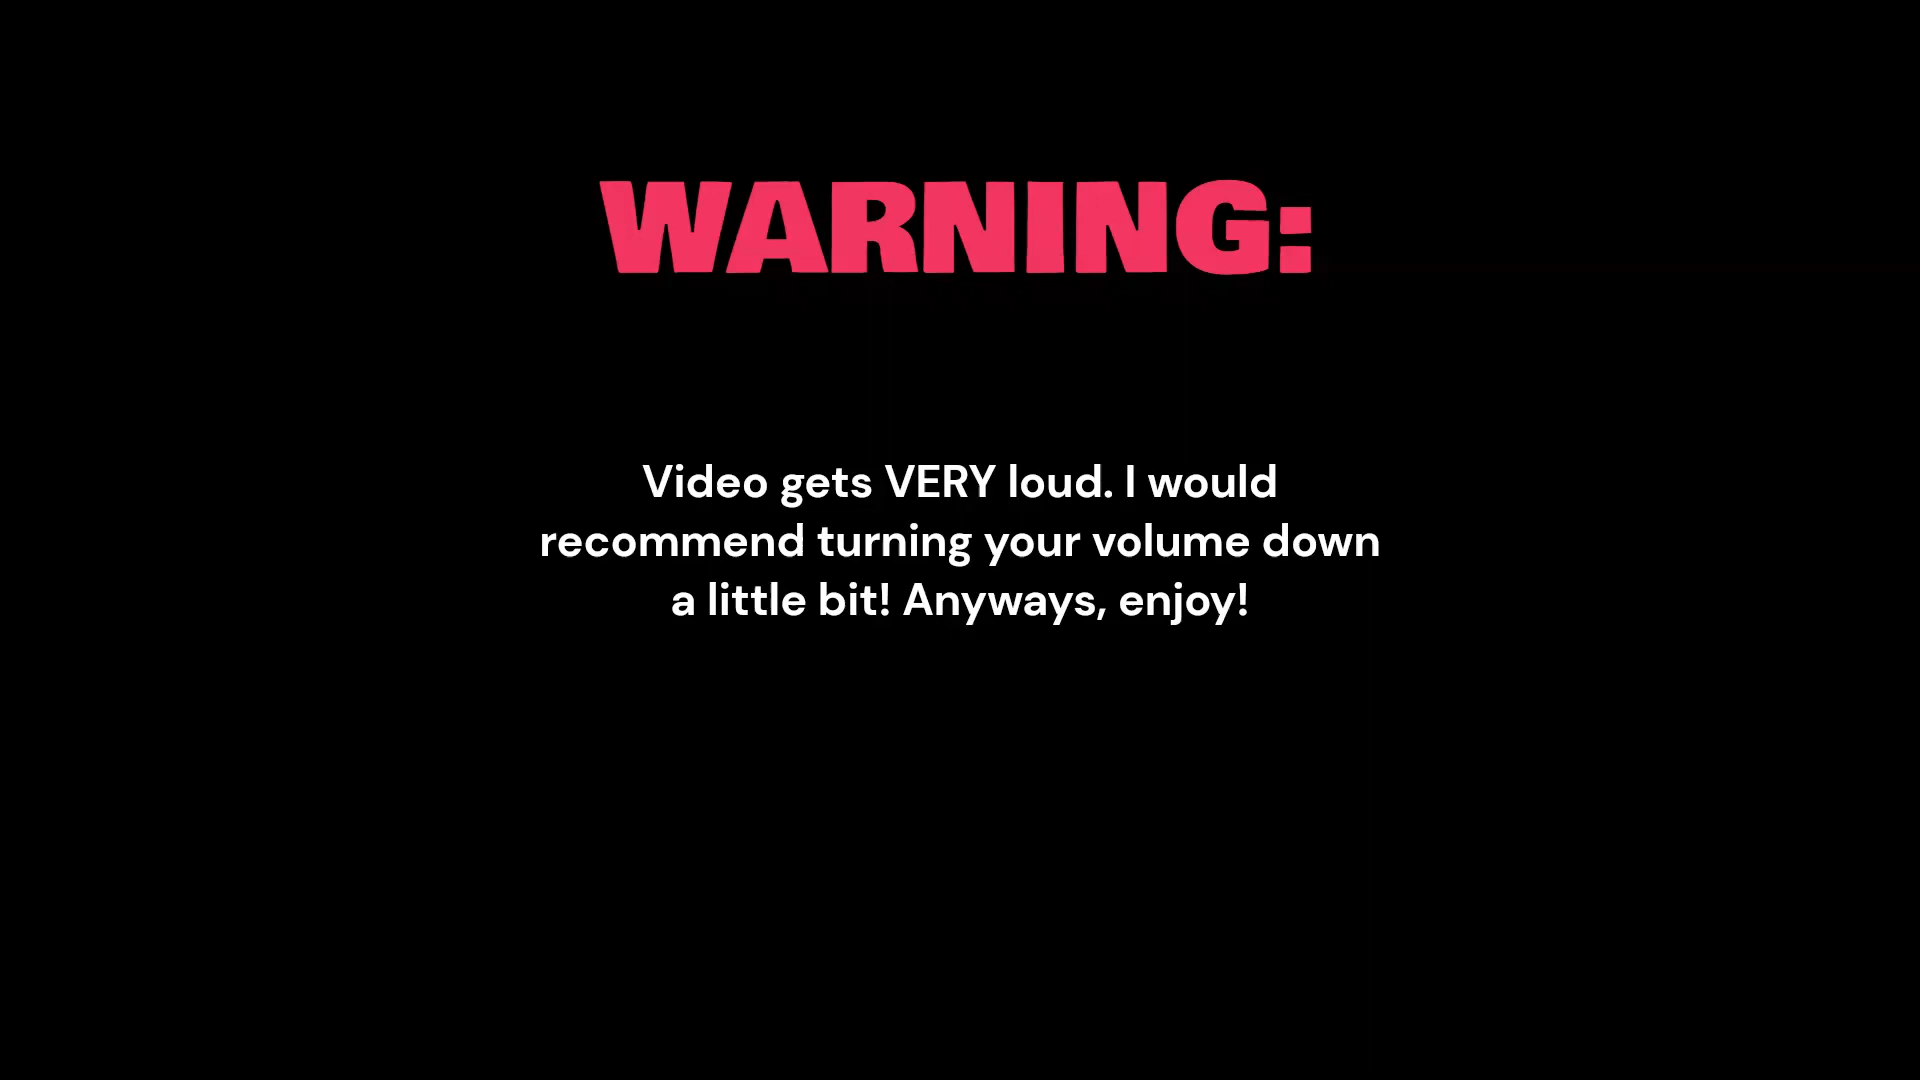 WARNING:
Video gets VERY loud. I would
recommend turning your volume down
a little bit! Anyways, enjoy!